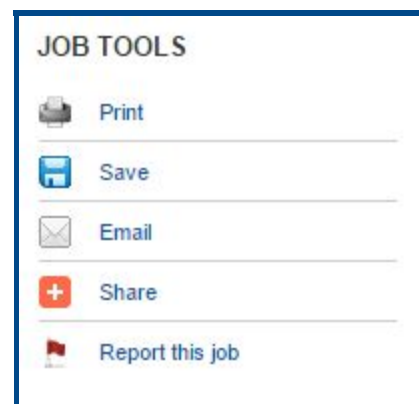 JOB TOOLS
Print
Save
Email
Share
Report this job